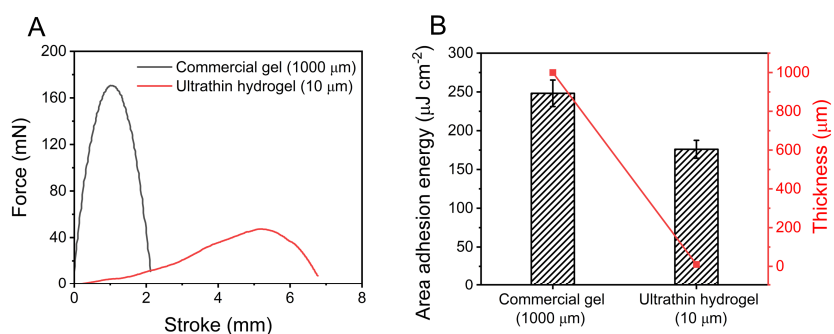 A
Force (mN)
200
160
120
80
40
0
0 2 4 6 8
Stroke (mm)
Commercial gel (1000 μm)
Ultrathin hydrogel (10 μm)
B
Area adhesion energy (μJ cm⁻²)
300
250
200
150
100
50
0
Commercial gel
(1000 μm)
Ultrathin hydrogel
(10 μm)
1000
800
600
400
200
0
Thickness (μm)